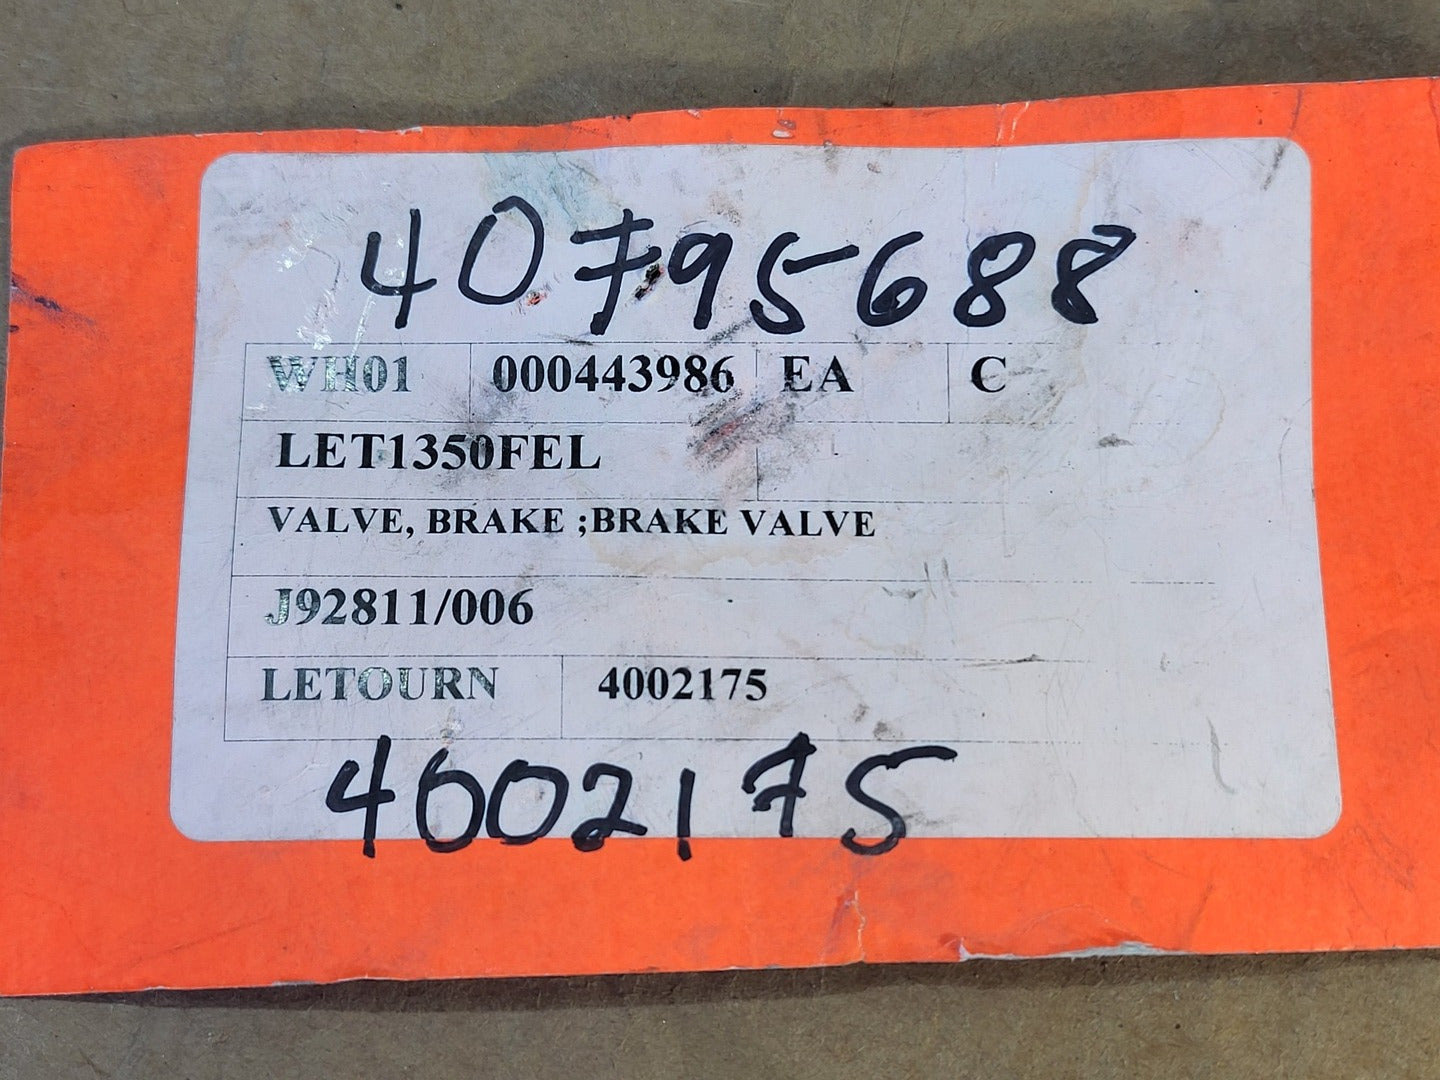 40795688
WH01 000443986 EA C
LET1350FEL
VALVE, BRAKE ;BRAKE VALVE
J92811/006
LETOURN 4002175
4002175